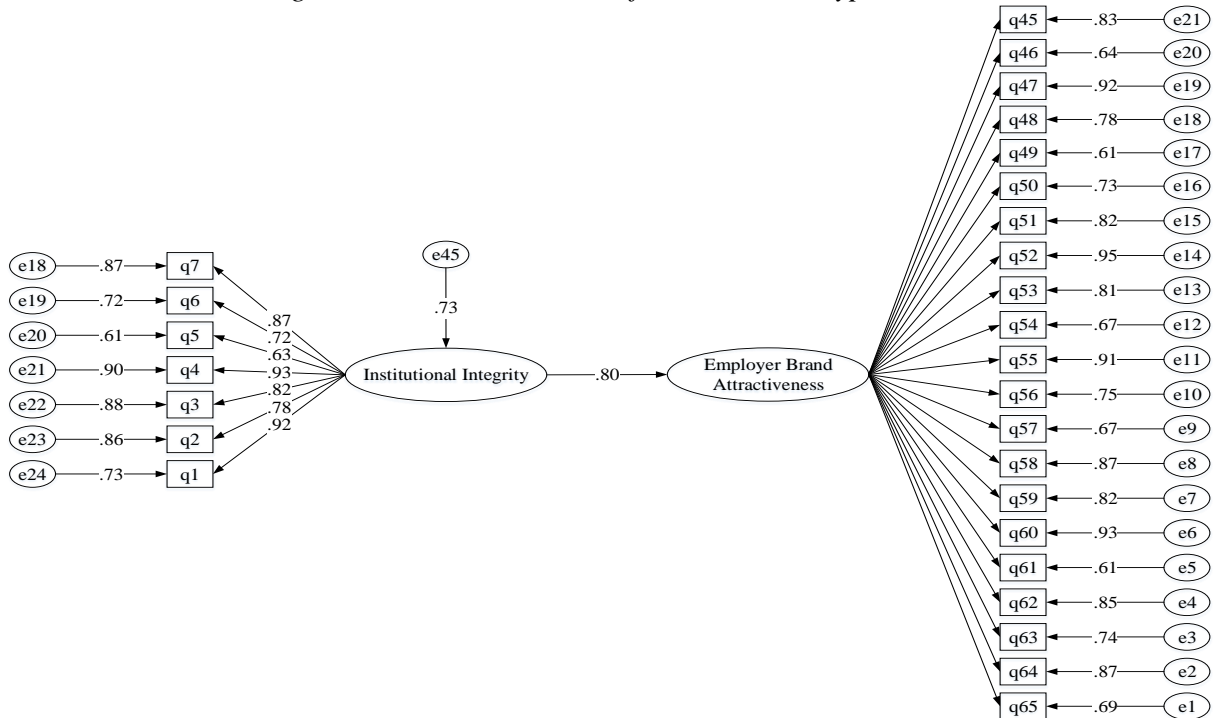 q45 .83 e21
q46 .64 e20
q47 .92 e19
q48 .78 e18
q49 .61 e17
q50 .73 e16
q51 .82 e15
q52 .95 e14
q53 .81 e13
q54 .67 e12
q55 .91 e11
q56 .75 e10
q57 .67 e9
q58 .87 e8
q59 .82 e7
q60 .93 e6
q61 .61 e5
q62 .85 e4
q63 .74 e3
q64 .87 e2
q65 .69 e1
e45
.73
e18 .87 q7
e19 .72 q6
e20 .61 q5
e21 .90 q4
e22 .88 q3
e23 .86 q2
e24 .73 q1
.87
.72
.63
.93
.82
.78
.92
Institutional Integrity
.80
Employer Brand
Attractiveness